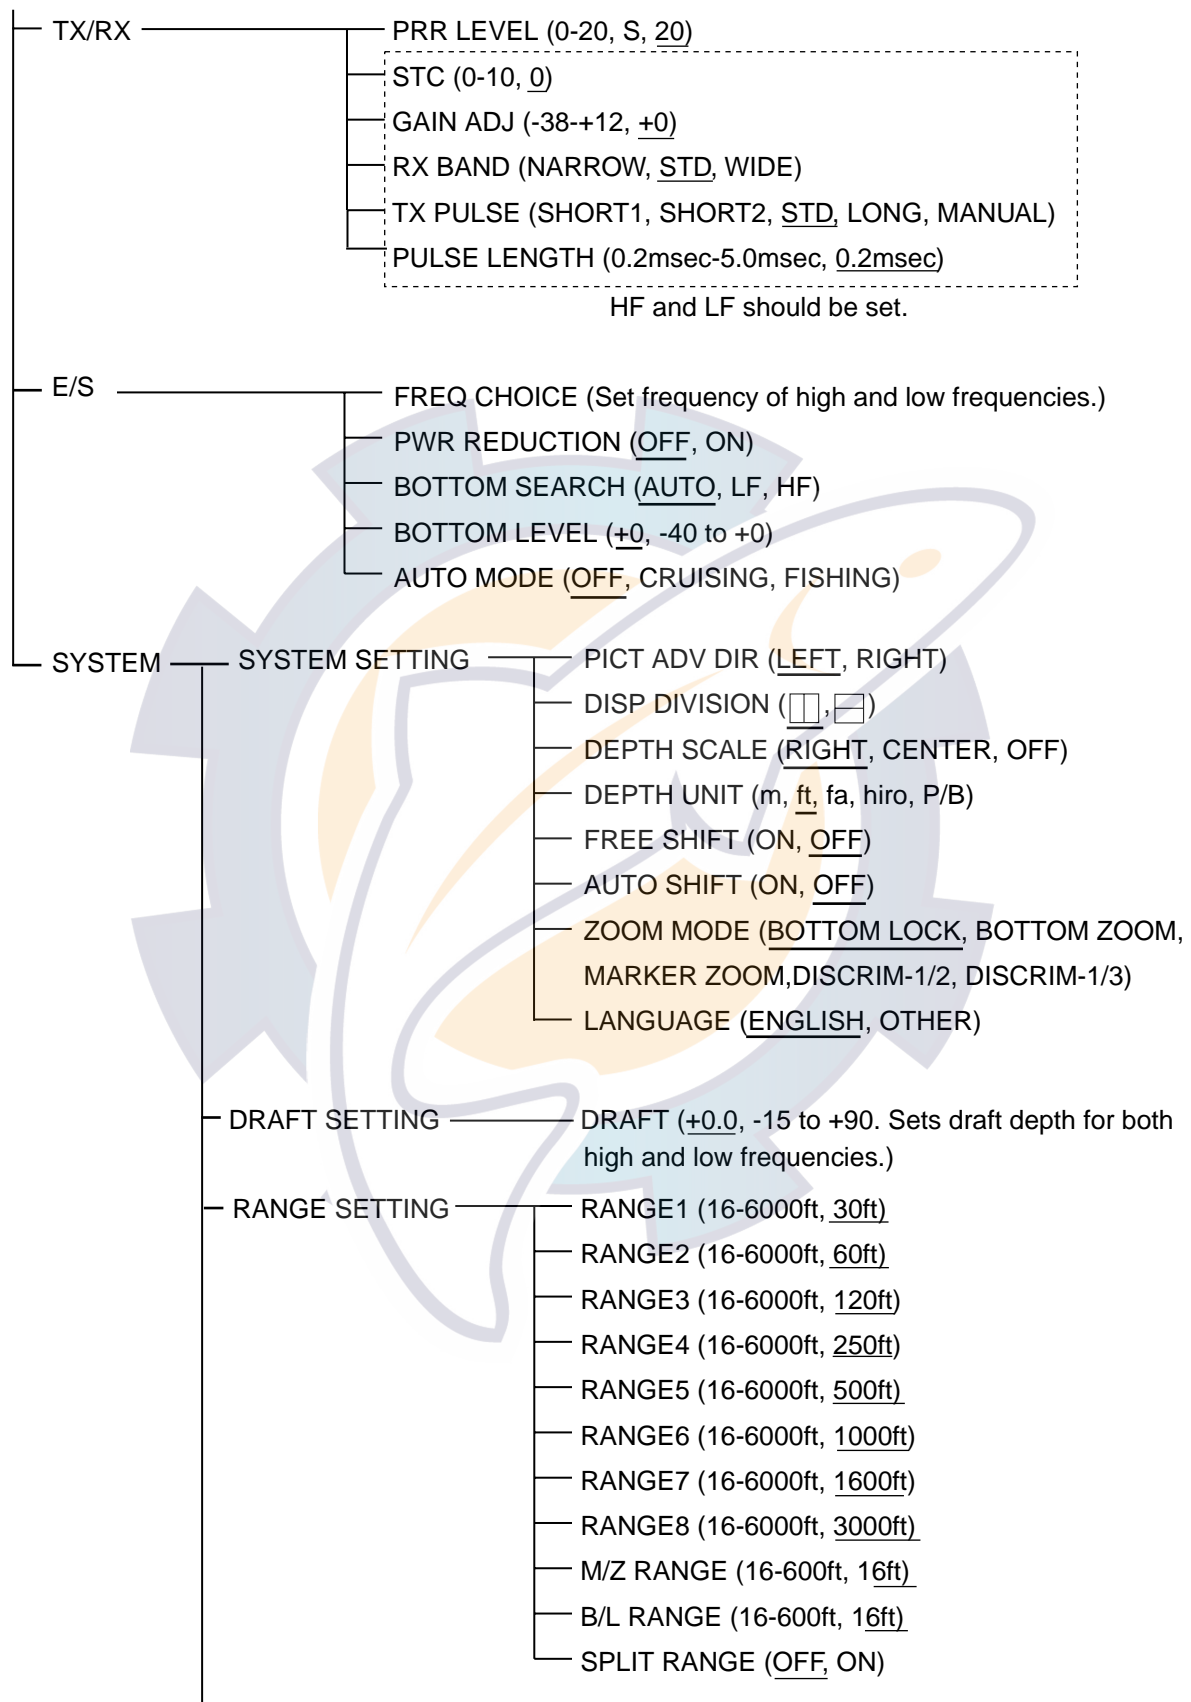 TX/RX
PRR LEVEL (0-20, S, 20)
STC (0-10, 0)
GAIN ADJ (-38-+12, +0)
RX BAND (NARROW, STD, WIDE)
TX PULSE (SHORT1, SHORT2, STD, LONG, MANUAL)
PULSE LENGTH (0.2msec-5.0msec, 0.2msec)
HF and LF should be set.
E/S
FREQ CHOICE (Set frequency of high and low frequencies.)
PWR REDUCTION (OFF, ON)
BOTTOM SEARCH (AUTO, LF, HF)
BOTTOM LEVEL (+0, -40 to +0)
AUTO MODE (OFF, CRUISING, FISHING)
SYSTEM
SYSTEM SETTING
PICT ADV DIR (LEFT, RIGHT)
DISP DIVISION ( , )
DEPTH SCALE (RIGHT, CENTER, OFF)
DEPTH UNIT (m, ft, fa, hiro, P/B)
FREE SHIFT (ON, OFF)
AUTO SHIFT (ON, OFF)
ZOOM MODE (BOTTOM LOCK, BOTTOM ZOOM,
MARKER ZOOM,DISCRIM-1/2, DISCRIM-1/3)
LANGUAGE (ENGLISH, OTHER)
DRAFT SETTING
DRAFT (+0.0, -15 to +90. Sets draft depth for both
high and low frequencies.)
RANGE SETTING
RANGE1 (16-6000ft, 30ft)
RANGE2 (16-6000ft, 60ft)
RANGE3 (16-6000ft, 120ft)
RANGE4 (16-6000ft, 250ft)
RANGE5 (16-6000ft, 500ft)
RANGE6 (16-6000ft, 1000ft)
RANGE7 (16-6000ft, 1600ft)
RANGE8 (16-6000ft, 3000ft)
M/Z RANGE (16-600ft, 16ft)
B/L RANGE (16-600ft, 16ft)
SPLIT RANGE (OFF, ON)